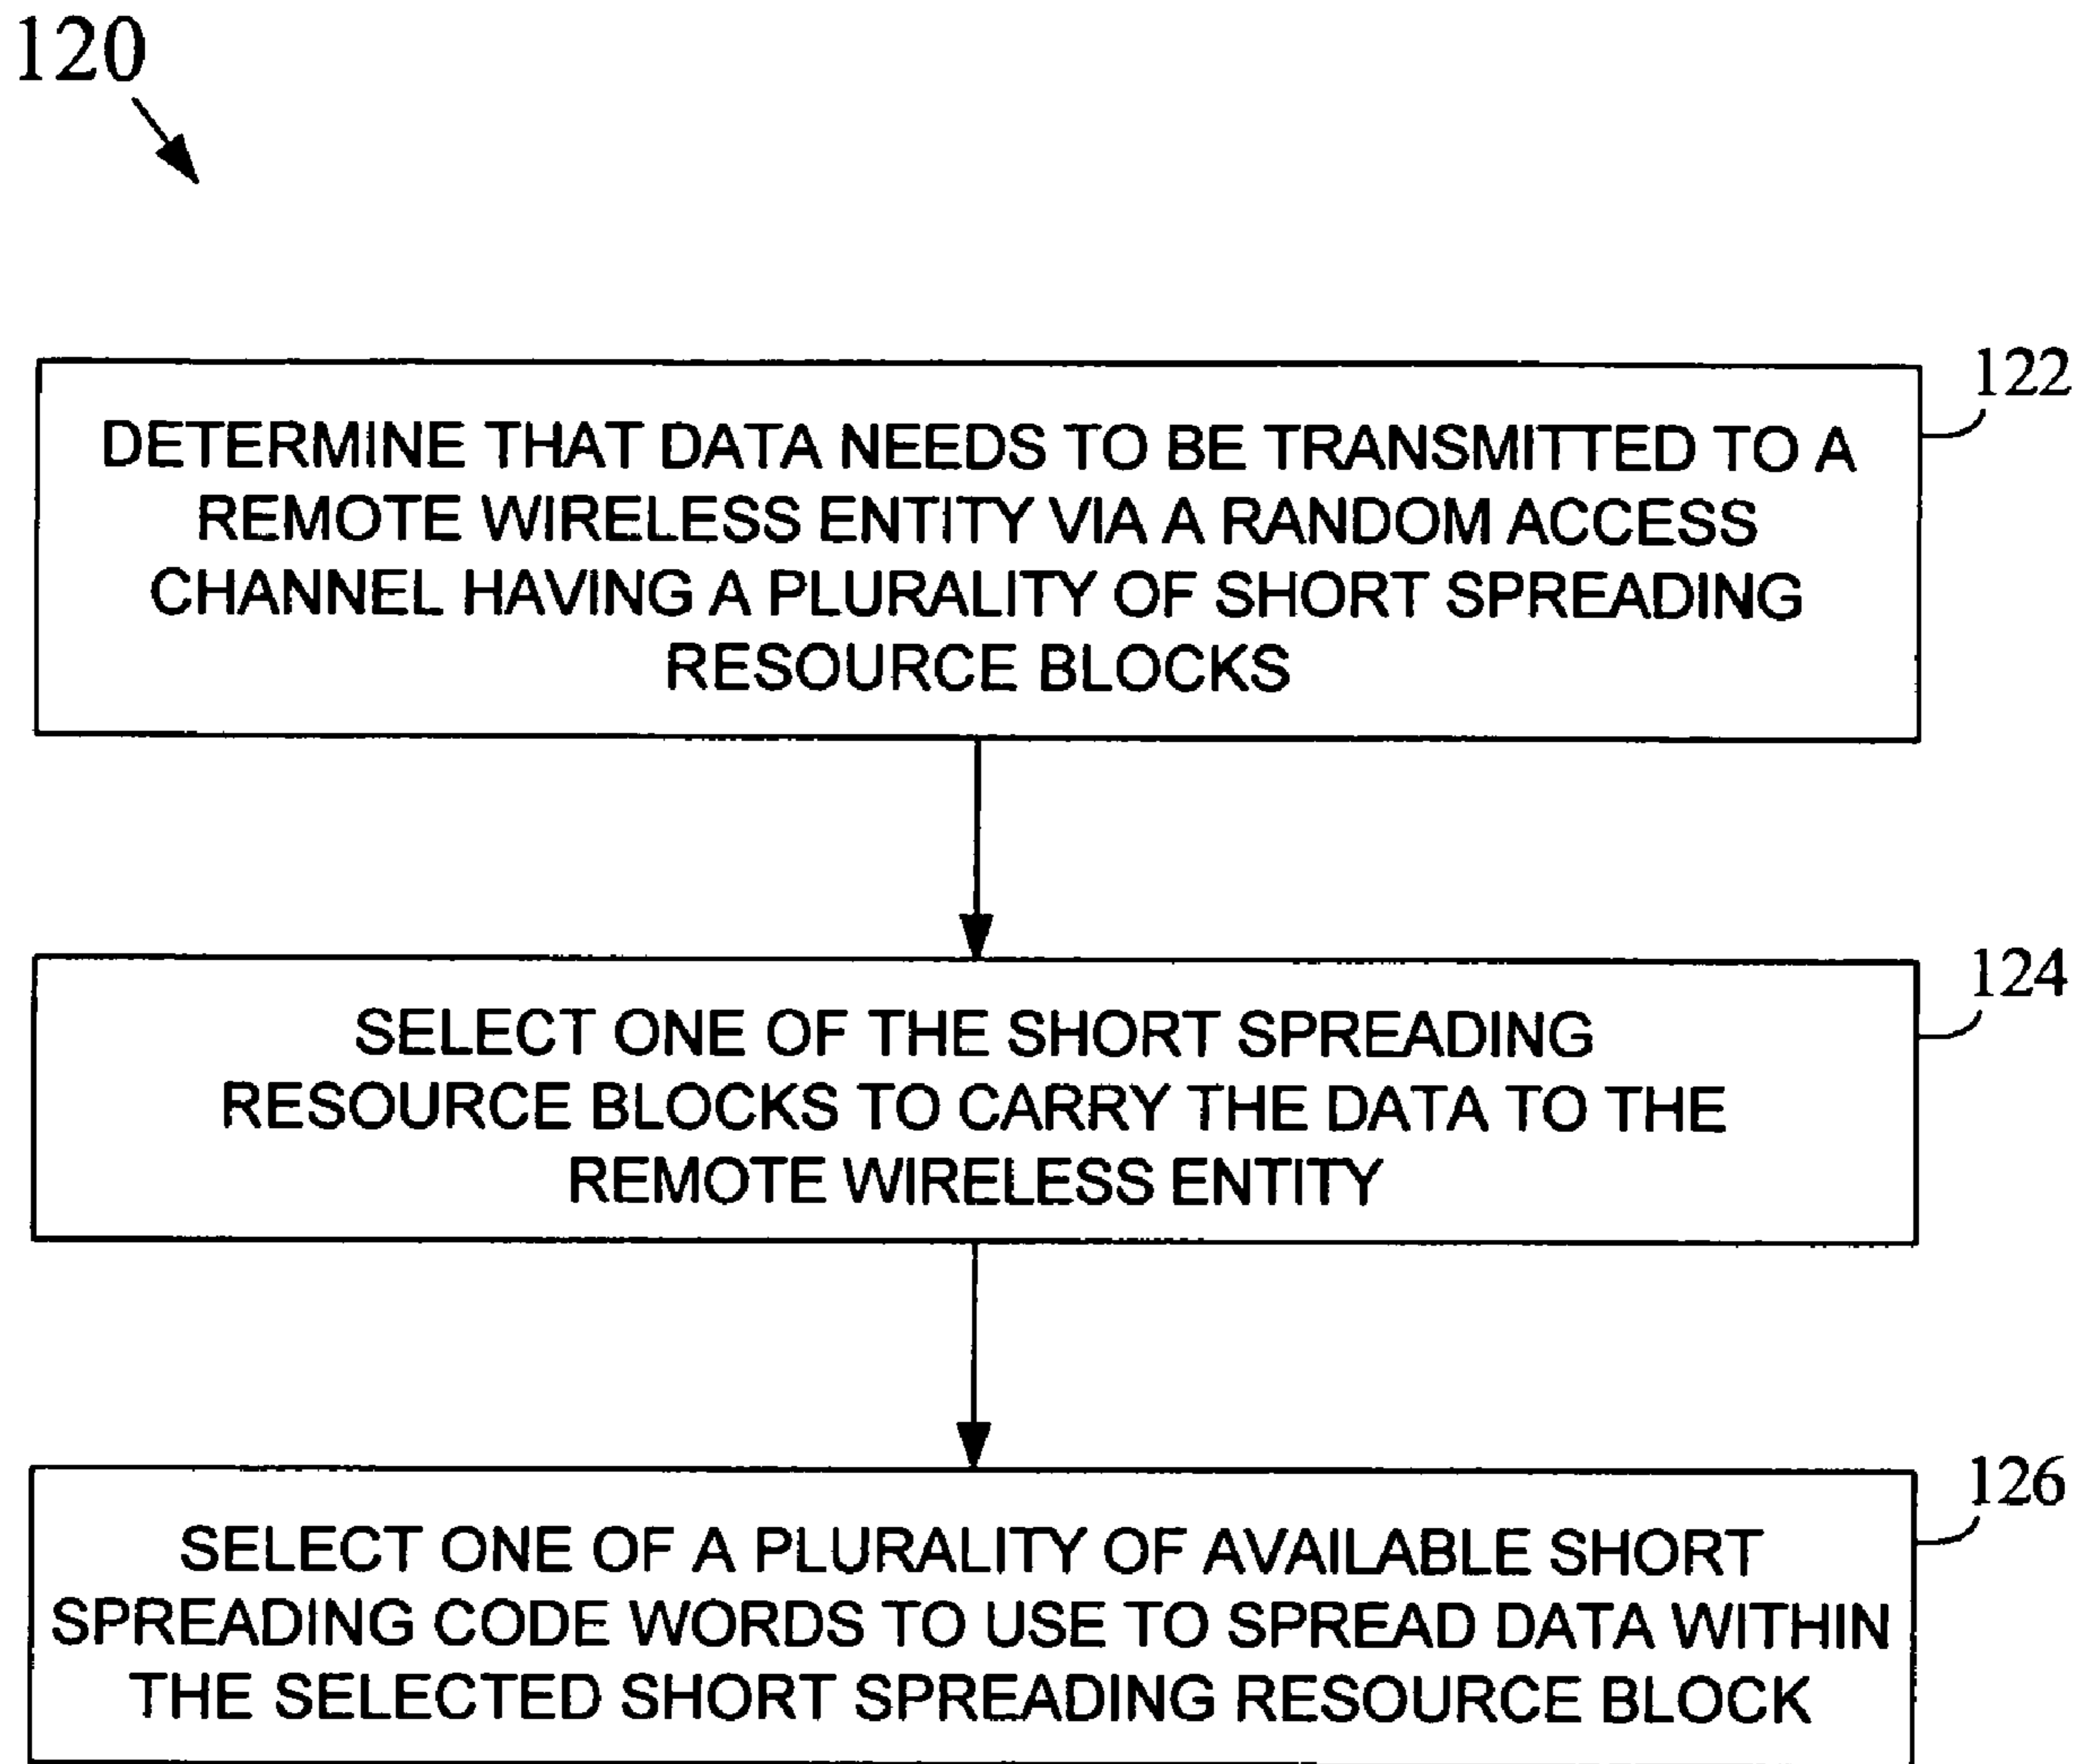 120
122
DETERMINE THAT DATA NEEDS TO BE TRANSMITTED TO A
REMOTE WIRELESS ENTITY VIA A RANDOM ACCESS
CHANNEL HAVING A PLURALITY OF SHORT SPREADING
RESOURCE BLOCKS
124
SELECT ONE OF THE SHORT SPREADING
RESOURCE BLOCKS TO CARRY THE DATA TO THE
REMOTE WIRELESS ENTITY
126
SELECT ONE OF A PLURALITY OF AVAILABLE SHORT
SPREADING CODE WORDS TO USE TO SPREAD DATA WITHIN
THE SELECTED SHORT SPREADING RESOURCE BLOCK